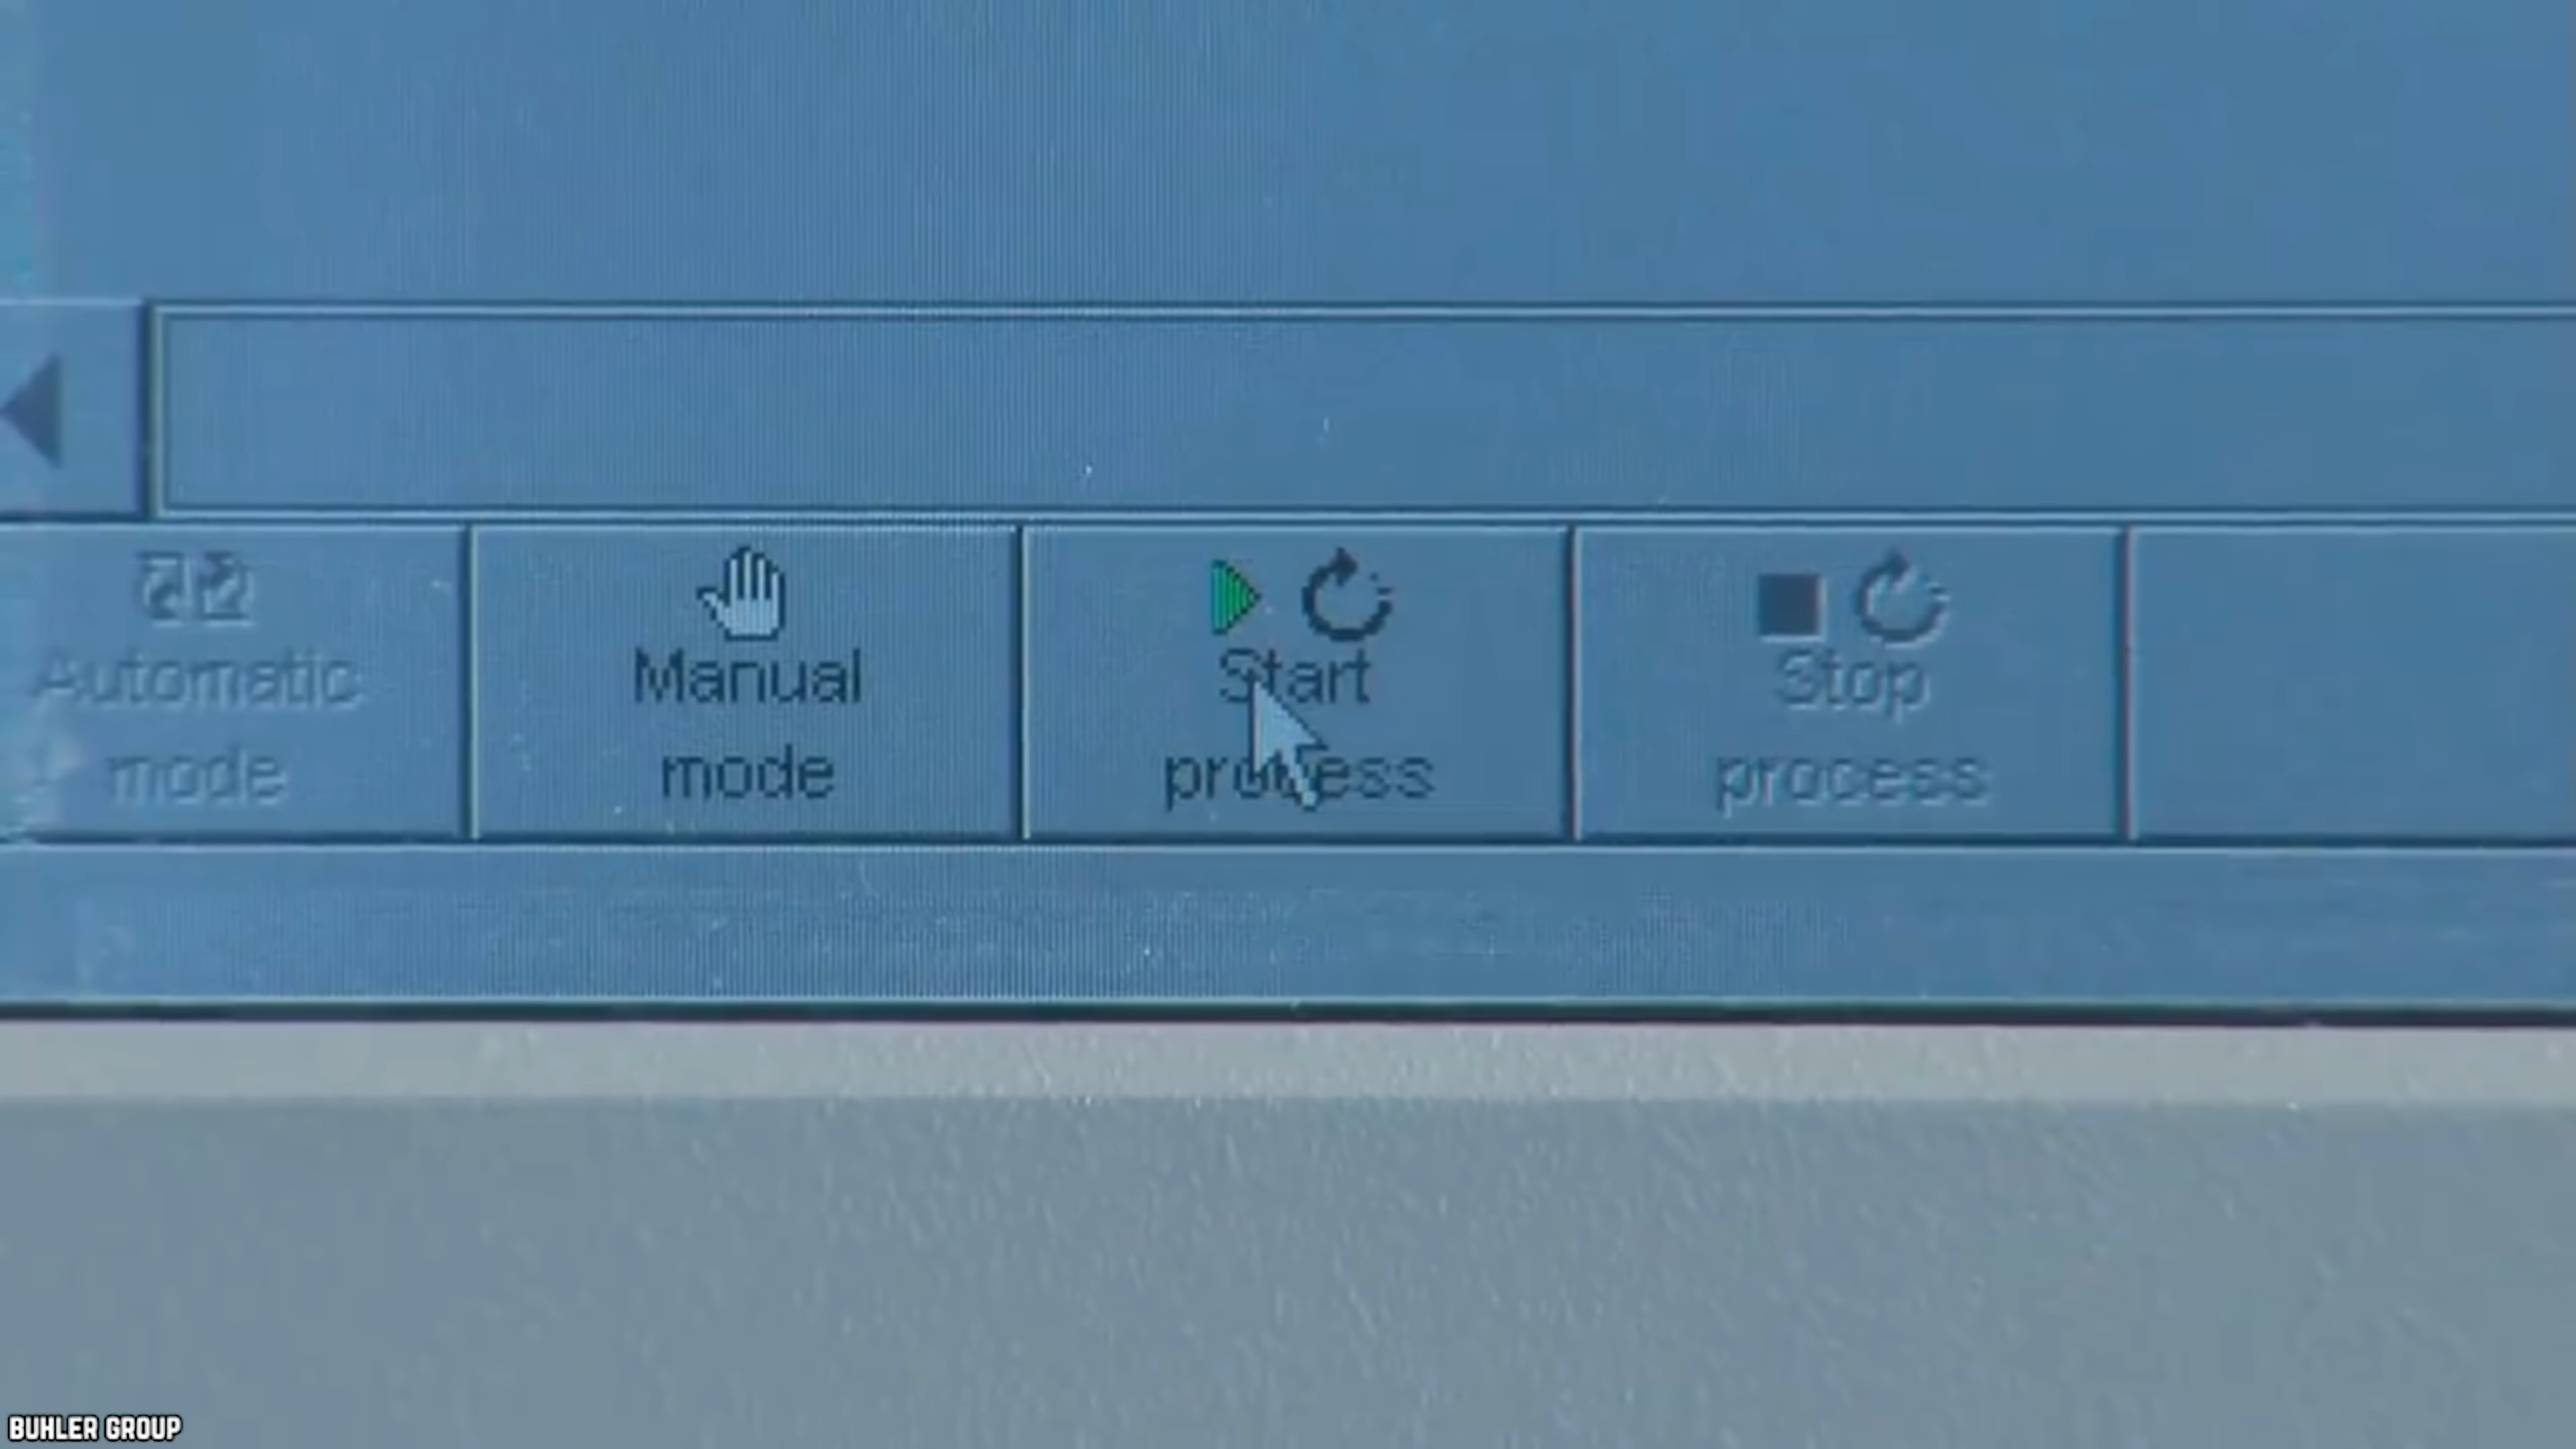 Automatic
mode
Manual
mode
Start
process
Stop
process
BUHLER GROUP